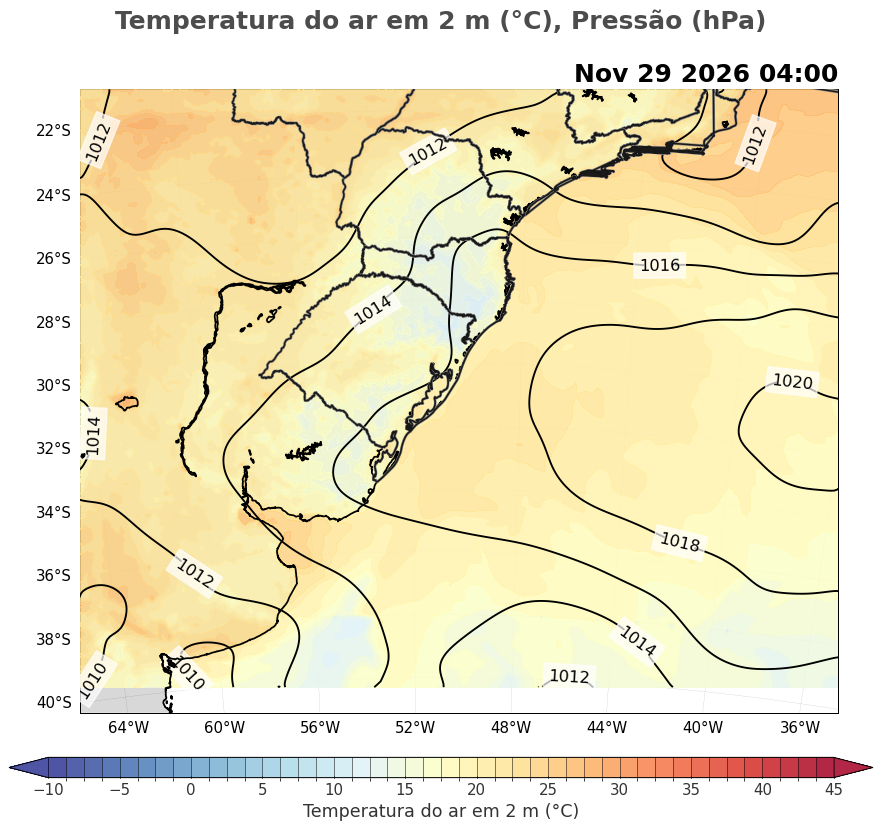 Temperatura do ar em 2 m (°C), Pressão (hPa)
Nov 29 2026 04:00
22°S
24°S
26°S
28°S
30°S
32°S
34°S
36°S
38°S
40°S
1012
1012
1012
1016
1014
1020
1014
1018
1012
1014
1010
1010
1012
64°W
60°W
56°W
52°W
48°W
44°W
40°W
36°W
−10
−5
0
5
10
15
20
25
30
35
40
45
Temperatura do ar em 2 m (°C)